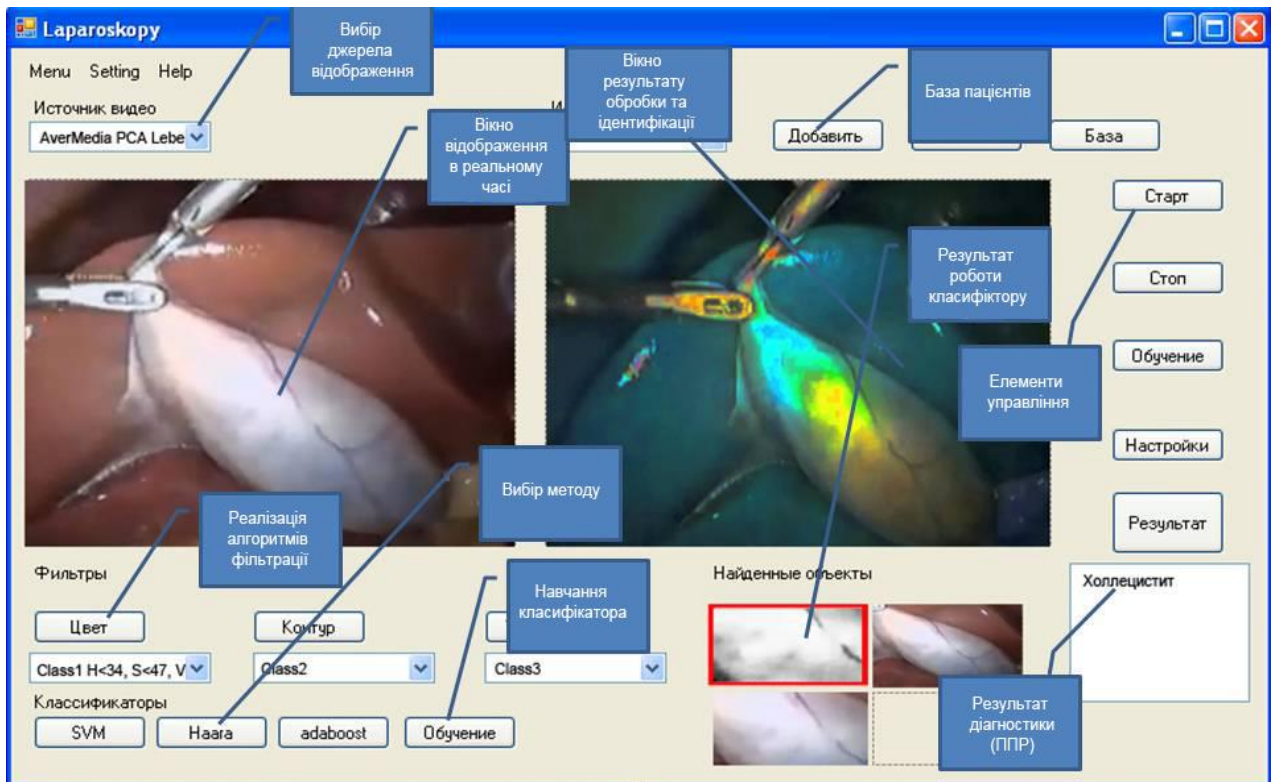 Laparoskopy
Вибір
джерела
відображення
Menu Setting Help
Вікно
результату
обробки та
ідентифікації
База пацієнтів
Источник видео
И
AverMedia PCA Lebe
Вікно
відображення
в реальному
часі
Добавить
База
Старт
Результат
роботи
класифіктору
Стоп
Обучение
Елементи
управління
Настройки
Вибір методу
Реалізація
алгоритмів
фільтрації
Результат
Фильтры
Навчання
класифікатора
Найденные объекты
Холлецистит
Цвет
Контур
Class1 H<34, S<47, V
Class2
Class3
Классификаторы
SVM
Haara
adaboost
Обучение
Результат
діагностики
(ППР)